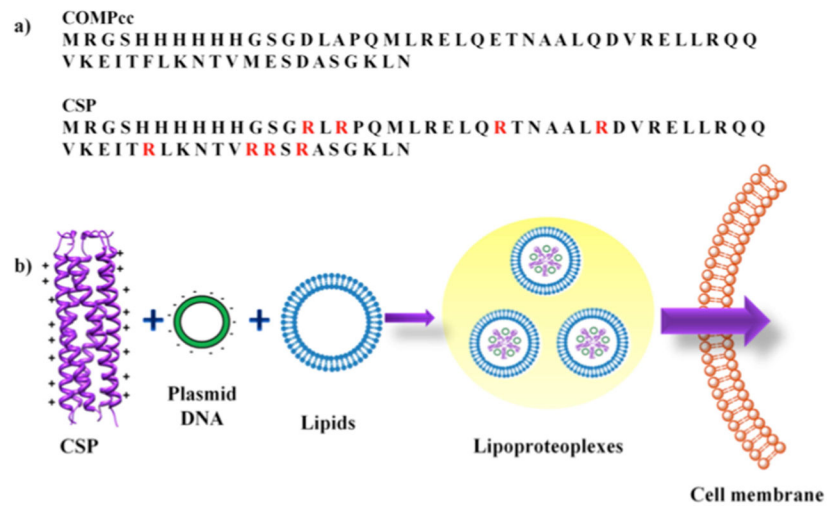 a)
COMPcc
M R G S H H H H H H G S G D L A P Q M L R E L Q E T N A A L Q D V R E L L R Q Q
V K E I T F L K N T V M E S D A S G K L N
CSP
M R G S H H H H H H G S G R L R P Q M L R E L Q R T N A A L R D V R E L L R Q Q
V K E I T R L K N T V R R S R A S G K L N
b)
CSP
Plasmid
DNA
Lipids
Lipoproteoplexes
Cell membrane